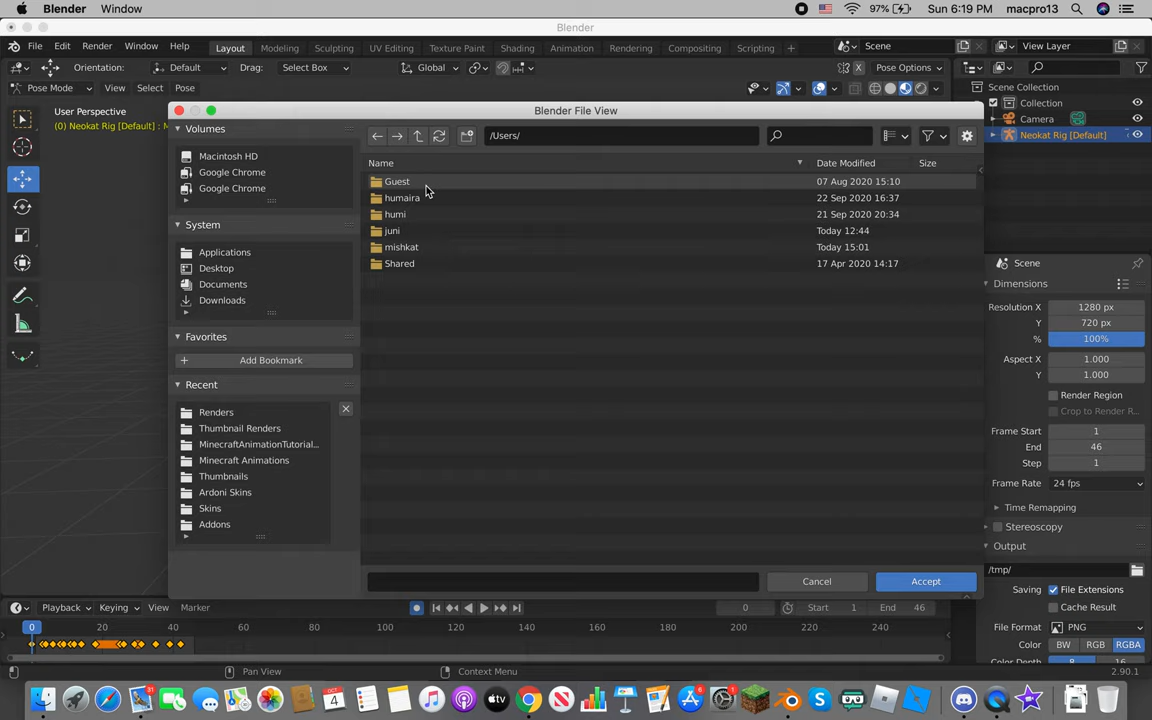 Blender Window 97% Sun 6:19 PM macpro13
Blender
File Edit Render Window Help Layout Modeling Sculpting UV Editing Texture Paint Shading Animation Rendering Compositing Scripting + Scene View Layer
Orientation: Default Drag: Select Box Global X Pose Options
Pose Mode View Select Pose
Scene Collection
Collection
Camera
Neokat Rig [Default]
User Perspective
(0) Neokat Rig [Default] : M
Blender File View
Volumes
Macintosh HD
Google Chrome
Google Chrome
System
Applications
Desktop
Documents
Downloads
Favorites
Add Bookmark
Recent
Renders
Thumbnail Renders
MinecraftAnimationTutorial...
Minecraft Animations
Thumbnails
Ardoni Skins
Skins
Addons
/Users/
Name Date Modified Size
Guest 07 Aug 2020 15:10
humaira 22 Sep 2020 16:37
humi 21 Sep 2020 20:34
juni Today 12:44
mishkat Today 15:01
Shared 17 Apr 2020 14:17
Cancel Accept
Scene
Dimensions
Resolution X 1280 px
Y 720 px
% 100%
Aspect X 1.000
Y 1.000
Render Region
Crop to Render R...
Frame Start 1
End 46
Step 1
Frame Rate 24 fps
Time Remapping
Stereoscopy
Output
/tmp/
Saving File Extensions
Cache Result
File Format PNG
Color BW RGB RGBA
Color Depth 8 16
Playback Keying View Marker 0 Start 1 End 46
0 20 40 60 80 100 120 140 160 180 200 220 240
Pan View Context Menu 2.90.1